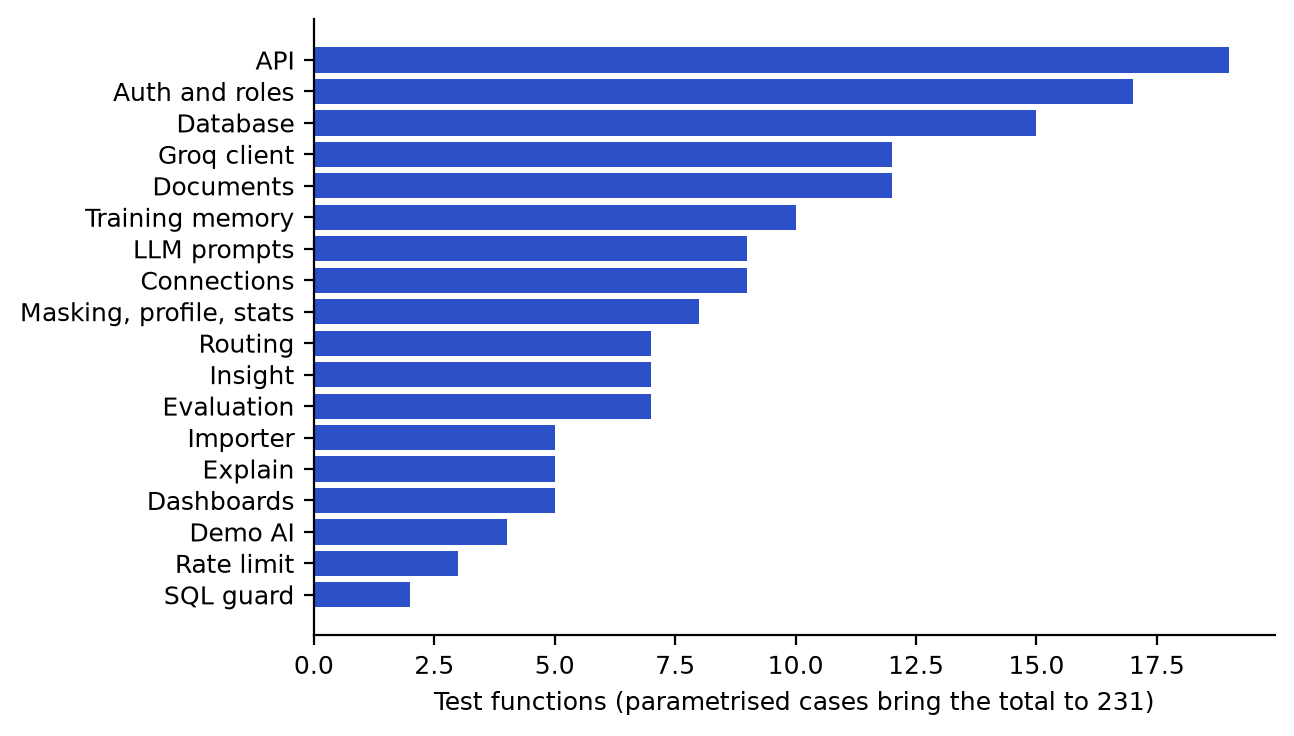 API
Auth and roles
Database
Groq client
Documents
Training memory
LLM prompts
Connections
Masking, profile, stats
Routing
Insight
Evaluation
Importer
Explain
Dashboards
Demo AI
Rate limit
SQL guard
0.0 2.5 5.0 7.5 10.0 12.5 15.0 17.5
Test functions (parametrised cases bring the total to 231)